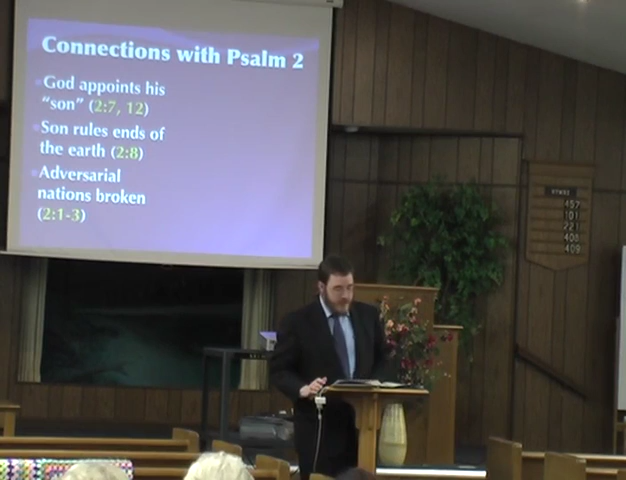 Connections with Psalm 2
God appoints his
“son” (2:7, 12)
Son rules ends of
the earth (2:8)
Adversarial
nations broken
(2:1-3)
HYMNS
457
101
221
408
409